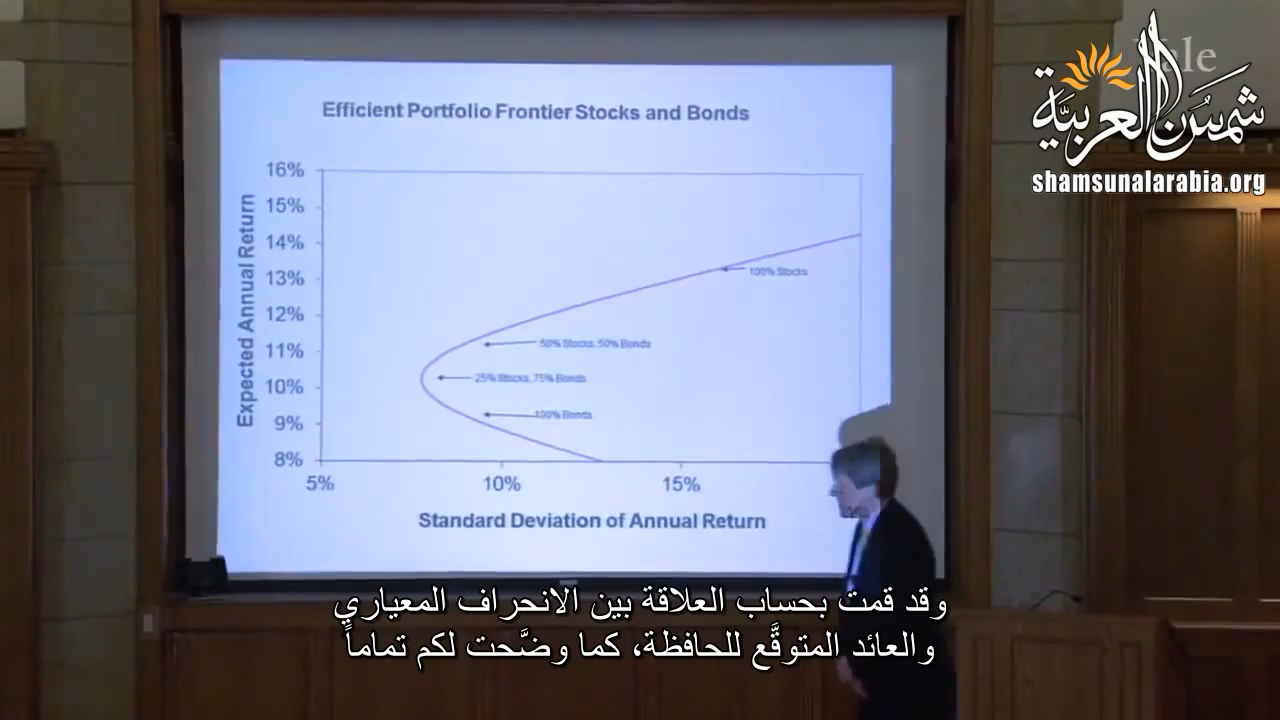 Yale
شمسُ العربيَّة
shamsunalarabia.org
Efficient Portfolio Frontier Stocks and Bonds
Expected Annual Return
16%
15%
14%
13%
12%
11%
10%
9%
8%
100% Stocks
50% Stocks, 50% Bonds
25% Stocks, 75% Bonds
100% Bonds
5%
10%
15%
Standard Deviation of Annual Return
وقد قمت بحساب العلاقة بين الانحراف المعياري
والعائد المتوقَّع للحافظة، كما وضَّحت لكم تماماً